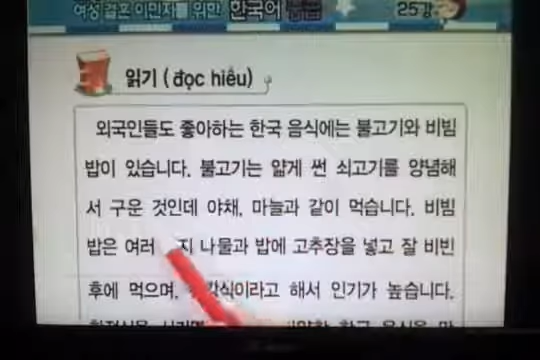 여성 결혼 이민자를 위한 한국어
25강
읽기 (đọc hiểu)
외국인들도 좋아하는 한국 음식에는 불고기와 비빔
밥이 있습니다. 불고기는 얇게 썬 쇠고기를 양념해
서 구운 것인데 야채, 마늘과 같이 먹습니다. 비빔
밥은 여러 지 나물과 밥에 고추장을 넣고 잘 비빈
후에 먹으며, 강식이라고 해서 인기가 높습니다.
한국 음식을